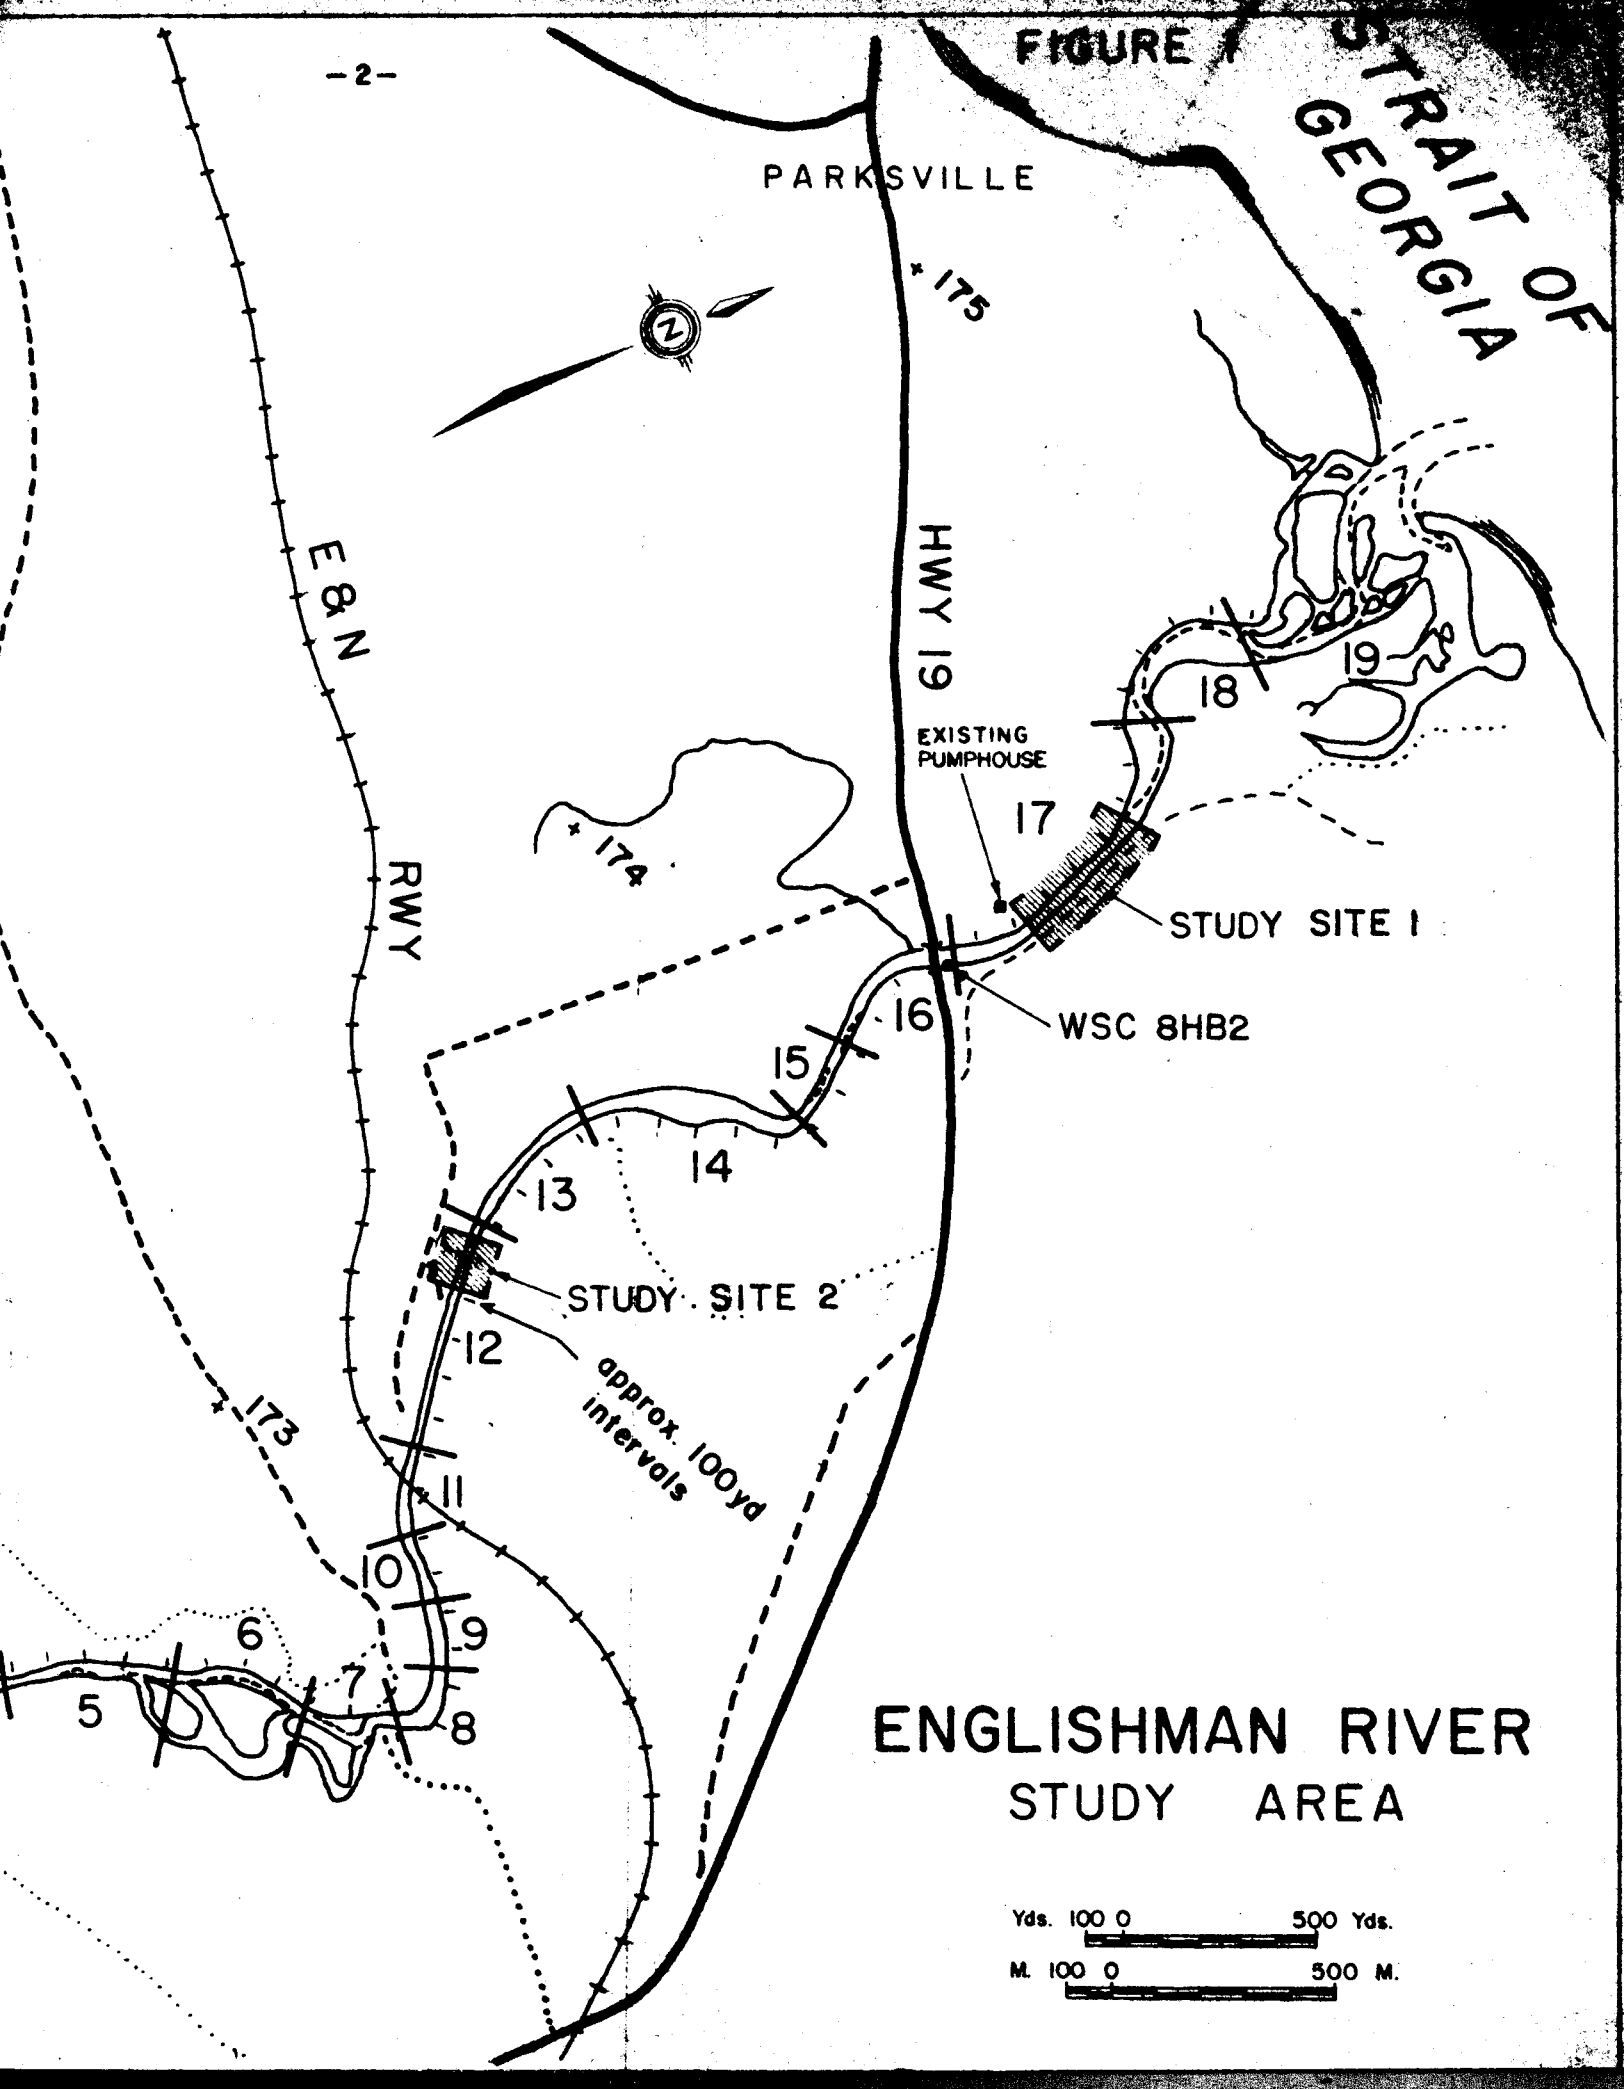 -2-
FIGURE 1
STRAIT OF
GEORGIA
PARKSVILLE
175
N
E & N
RWY
HWY 19
EXISTING
PUMPHOUSE
174
17
18
19
STUDY SITE 1
WSC 8HB2
16
15
14
13
STUDY SITE 2
12
approx. 100yd
intervals
173
11
10
9
8
7
6
5
ENGLISHMAN RIVER
STUDY AREA
Yds. 100 0 500 Yds.
M. 100 0 500 M.